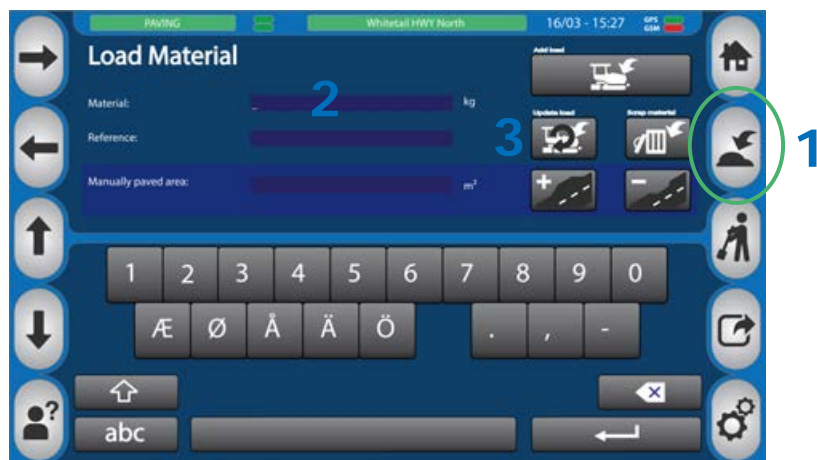 PAVING Whitetail HWY North 16/03 - 15:27 GPS GSM
Load Material
Add load
Material: _ 2 kg
Update load Scrap material
Reference:
3
1
Manually paved area: m²
+ -
1 2 3 4 5 6 7 8 9 0
Æ Ø Å Ä Ö . , -
?
abc